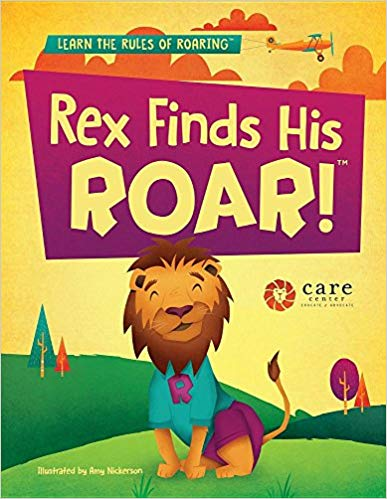 LEARN THE RULES OF ROARING™
Rex Finds His
ROAR!™
care
center
EDUCATE & ADVOCATE
R
Illustrated by Amy Nickerson